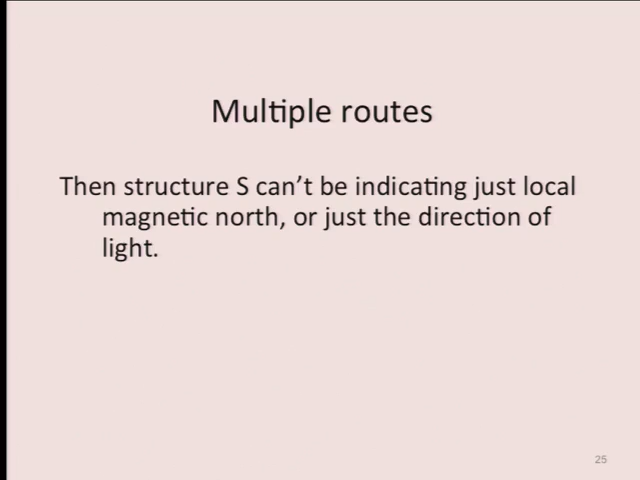 Multiple routes
Then structure S can't be indicating just local
magnetic north, or just the direction of
light.
25